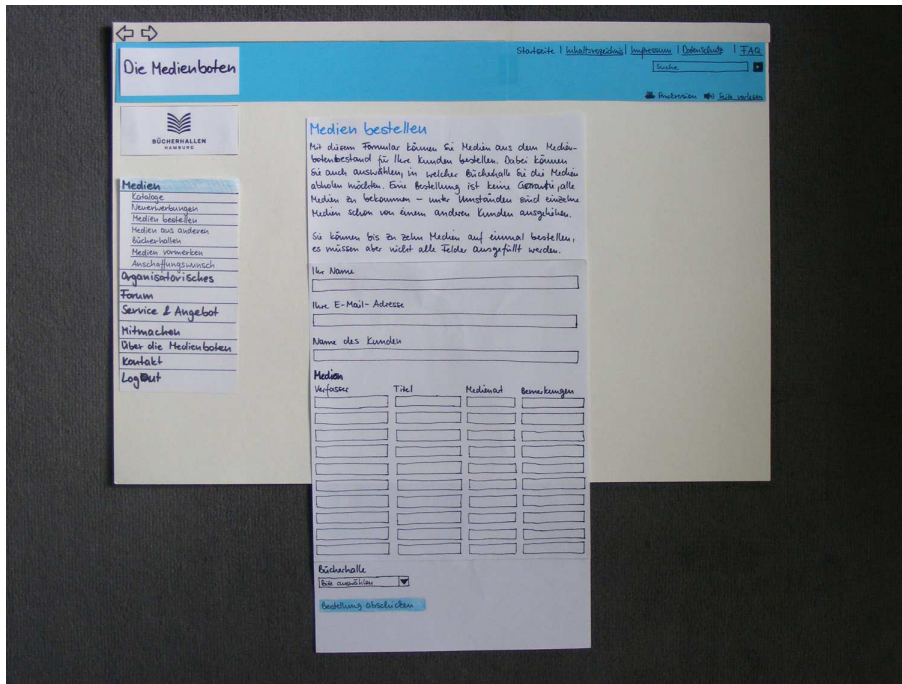 Startseite | Inhaltsverzeichnis | Impressum | Datenschutz | FAQ
Die Medienboten
Suche
Druckversion Seite vorlesen
BÜCHERHALLEN
HAMBURG
Medien
Kataloge
Neuerwerbungen
Medien bestellen
Medien aus anderen
Bücherhallen
Medien vormerken
Anschaffungswunsch
Organisatorisches
Forum
Service & Angebot
Mitmachen
Über die Medienboten
Kontakt
LogOut
Medien bestellen
Mit diesem Formular können Sie Medien aus dem Medien-
botenbestand für Ihre Kunden bestellen. Dabei können
Sie auch auswählen, in welcher Bücherhalle Sie die Medien
abholen möchten. Eine Bestellung ist keine Garantie, alle
Medien zu bekommen – unter Umständen sind einzelne
Medien schon von einem anderen Kunden ausgeliehen.
Sie können bis zu zehn Medien auf einmal bestellen,
es müssen aber nicht alle Felder ausgefüllt werden.
Ihr Name
Ihre E-Mail-Adresse
Name des Kunden
Medien
Verfasser Titel Medienart Bemerkungen
Bücherhalle
Bitte auswählen
Bestellung abschicken